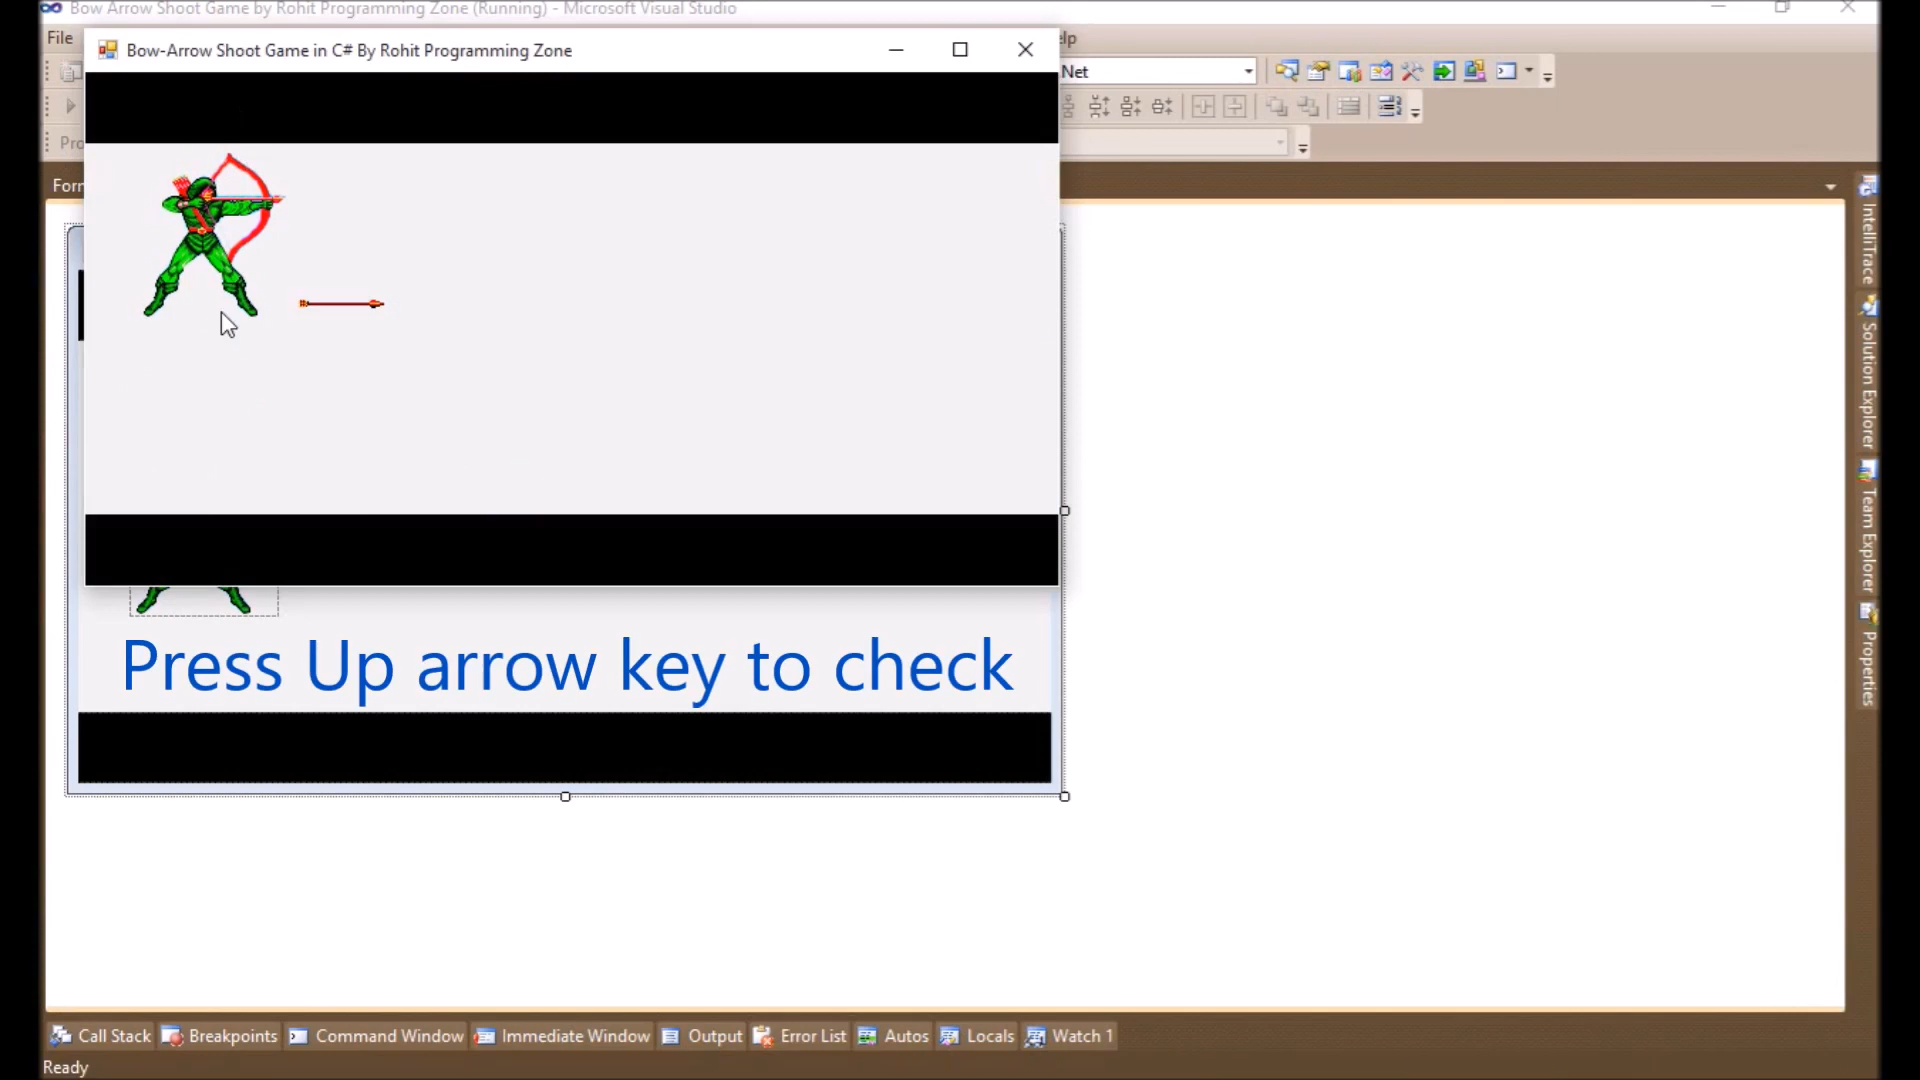 Bow Arrow Shoot Game by Rohit Programming Zone (Running) - Microsoft Visual Studio
File
Bow-Arrow Shoot Game in C# By Rohit Programming Zone
elp
Net
Pro
Form
IntelliTrace
Solution Explorer
Team Explorer
Properties
Press Up arrow key to check
Call Stack Breakpoints Command Window Immediate Window Output Error List Autos Locals Watch 1
Ready